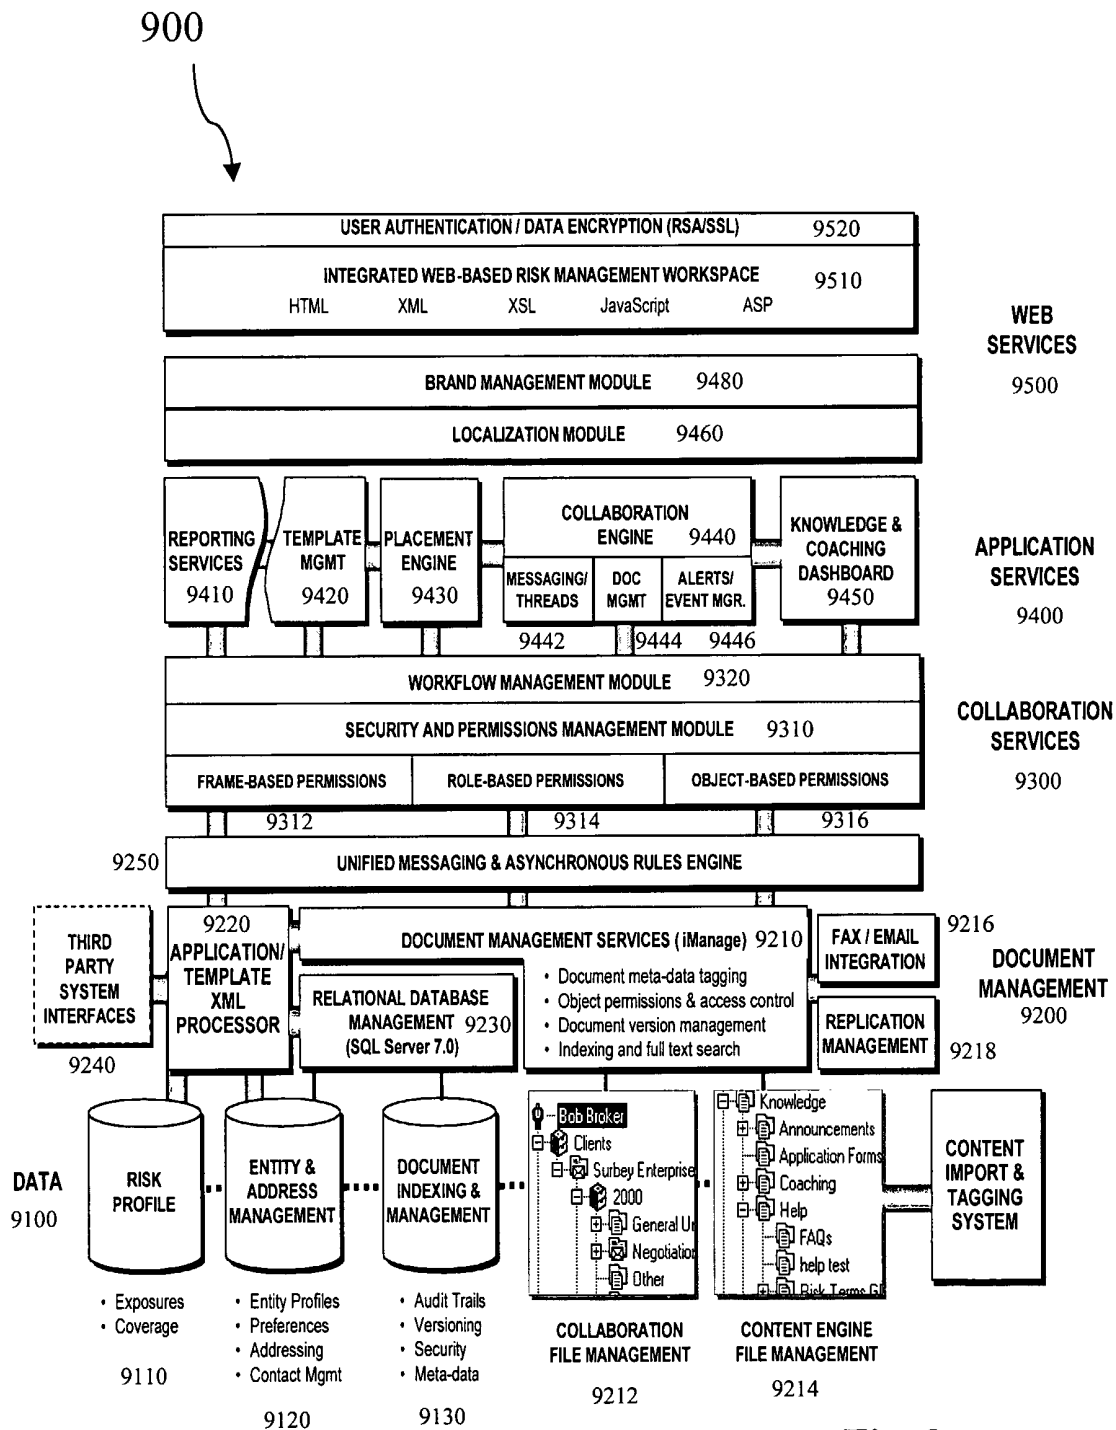 900
USER AUTHENTICATION / DATA ENCRYPTION (RSA/SSL) 9520
INTEGRATED WEB-BASED RISK MANAGEMENT WORKSPACE 9510
HTML XML XSL JavaScript ASP
WEB
SERVICES
9500
BRAND MANAGEMENT MODULE 9480
LOCALIZATION MODULE 9460
REPORTING
SERVICES
9410
TEMPLATE
MGMT
9420
PLACEMENT
ENGINE
9430
COLLABORATION
ENGINE 9440
MESSAGING/
THREADS
DOC
MGMT
ALERTS/
EVENT MGR.
9442 9444 9446
KNOWLEDGE &
COACHING
DASHBOARD
9450
APPLICATION
SERVICES
9400
WORKFLOW MANAGEMENT MODULE 9320
SECURITY AND PERMISSIONS MANAGEMENT MODULE 9310
FRAME-BASED PERMISSIONS ROLE-BASED PERMISSIONS OBJECT-BASED PERMISSIONS
9312 9314 9316
COLLABORATION
SERVICES
9300
9250 UNIFIED MESSAGING & ASYNCHRONOUS RULES ENGINE
THIRD
PARTY
SYSTEM
INTERFACES
9240
9220
APPLICATION/
TEMPLATE
XML
PROCESSOR
DOCUMENT MANAGEMENT SERVICES ( iManage) 9210
• Document meta-data tagging
• Object permissions & access control
• Document version management
• Indexing and full text search
RELATIONAL DATABASE
MANAGEMENT 9230
(SQL Server 7.0)
FAX / EMAIL
INTEGRATION
9216
REPLICATION
MANAGEMENT
9218
DOCUMENT
MANAGEMENT
9200
DATA
9100
RISK
PROFILE
• Exposures
• Coverage
9110
ENTITY &
ADDRESS
MANAGEMENT
• Entity Profiles
• Preferences
• Addressing
• Contact Mgmt
9120
DOCUMENT
INDEXING &
MANAGEMENT
• Audit Trails
• Versioning
• Security
• Meta-data
9130
Bob Broker
Clients
Surbey Enterprise
2000
General Ur
Negotiation
Other
COLLABORATION
FILE MANAGEMENT
9212
Knowledge
Announcements
Application Forms
Coaching
Help
FAQs
help test
Risk Terms Gl
CONTENT ENGINE
FILE MANAGEMENT
9214
CONTENT
IMPORT &
TAGGING
SYSTEM